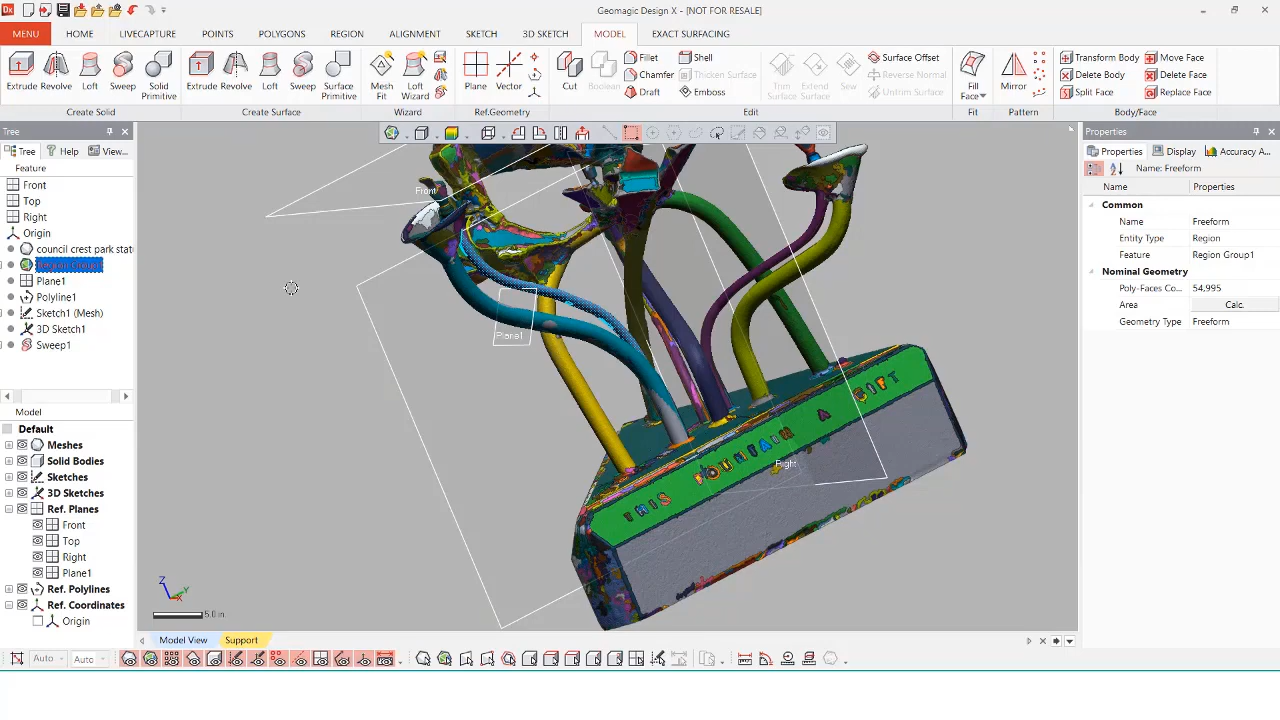 Dx
Geomagic Design X - [NOT FOR RESALE]
MENU HOME LIVECAPTURE POINTS POLYGONS REGION ALIGNMENT SKETCH 3D SKETCH MODEL EXACT SURFACING
Extrude Revolve Loft Sweep Solid Primitive Extrude Revolve Loft Sweep Surface Primitive Mesh Fit Loft Wizard Plane Vector Cut Boolean Fillet Chamfer Draft Shell Thicken Surface Emboss Trim Surface Extend Surface Sew Surface Offset Reverse Normal Untrim Surface Fill Face Mirror Transform Body Delete Body Split Face Move Face Delete Face Replace Face
Create Solid Create Surface Wizard Ref.Geometry Edit Fit Pattern Body/Face
Tree
Tree Help View...
Feature
Front
Top
Right
Origin
council crest park stat
Region Group1
Plane1
Polyline1
Sketch1 (Mesh)
3D Sketch1
Sweep1
Model
Default
Meshes
Solid Bodies
Sketches
3D Sketches
Ref. Planes
Front
Top
Right
Plane1
Ref. Polylines
Ref. Coordinates
Origin
Front
Plane1
Right
THIS FOUNTAIN A GIFT
Z
Y
X
5.0 in.
Model View Support
Auto Auto
Properties
Properties Display Accuracy A...
Entity: Name: Freeform
Name Properties
Common
Name Freeform
Entity Type Region
Feature Region Group1
Nominal Geometry
Poly-Faces Co... 54,995
Area Calc.
Geometry Type Freeform